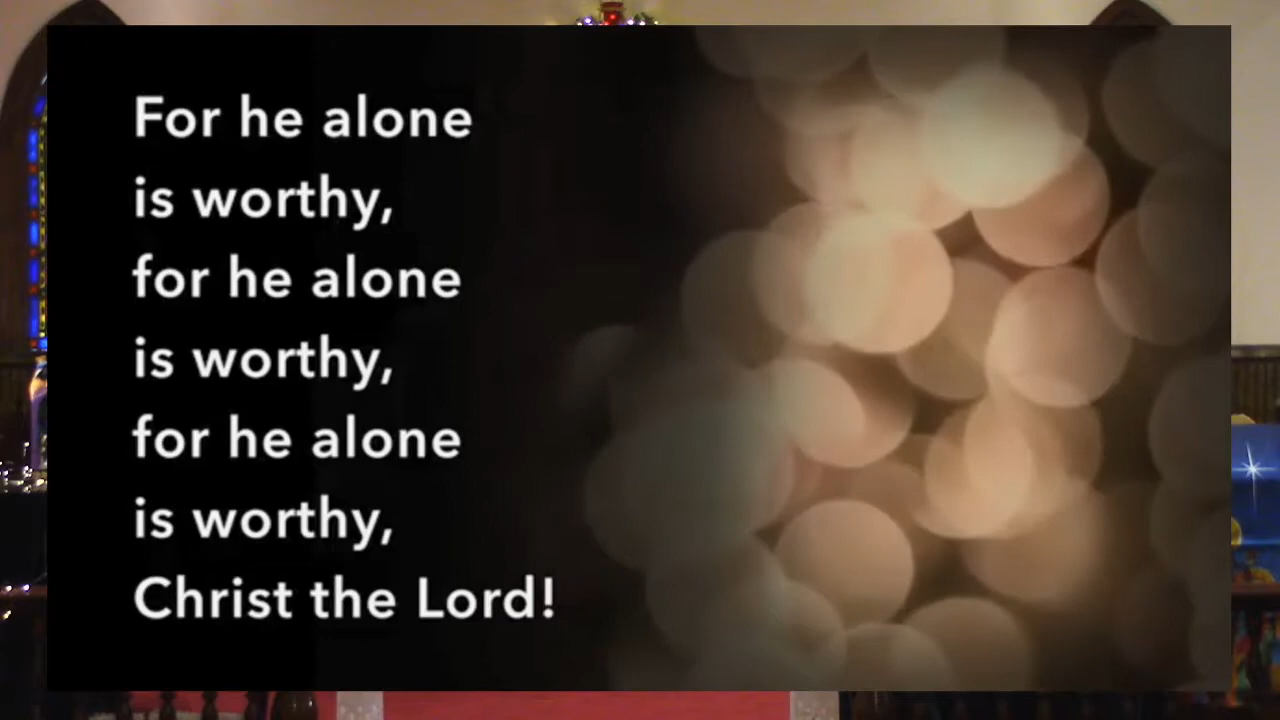 For he alone
is worthy,
for he alone
is worthy,
for he alone
is worthy,
Christ the Lord!